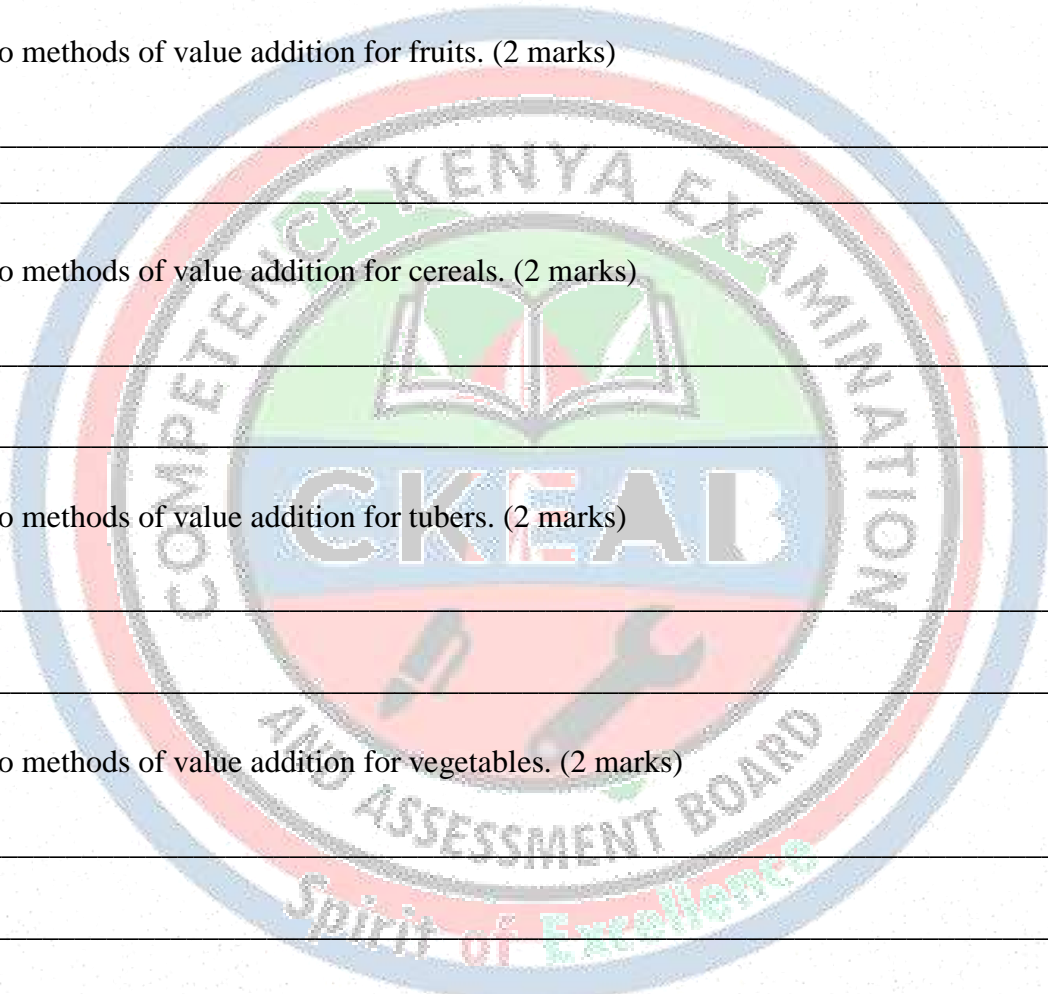 o methods of value addition for fruits. (2 marks)
o methods of value addition for cereals. (2 marks)
o methods of value addition for tubers. (2 marks)
o methods of value addition for vegetables. (2 marks)
COMPETENCE KENYA EXAMINATION
CKEAB
AND ASSESSMENT BOARD
Spirit of Excellence